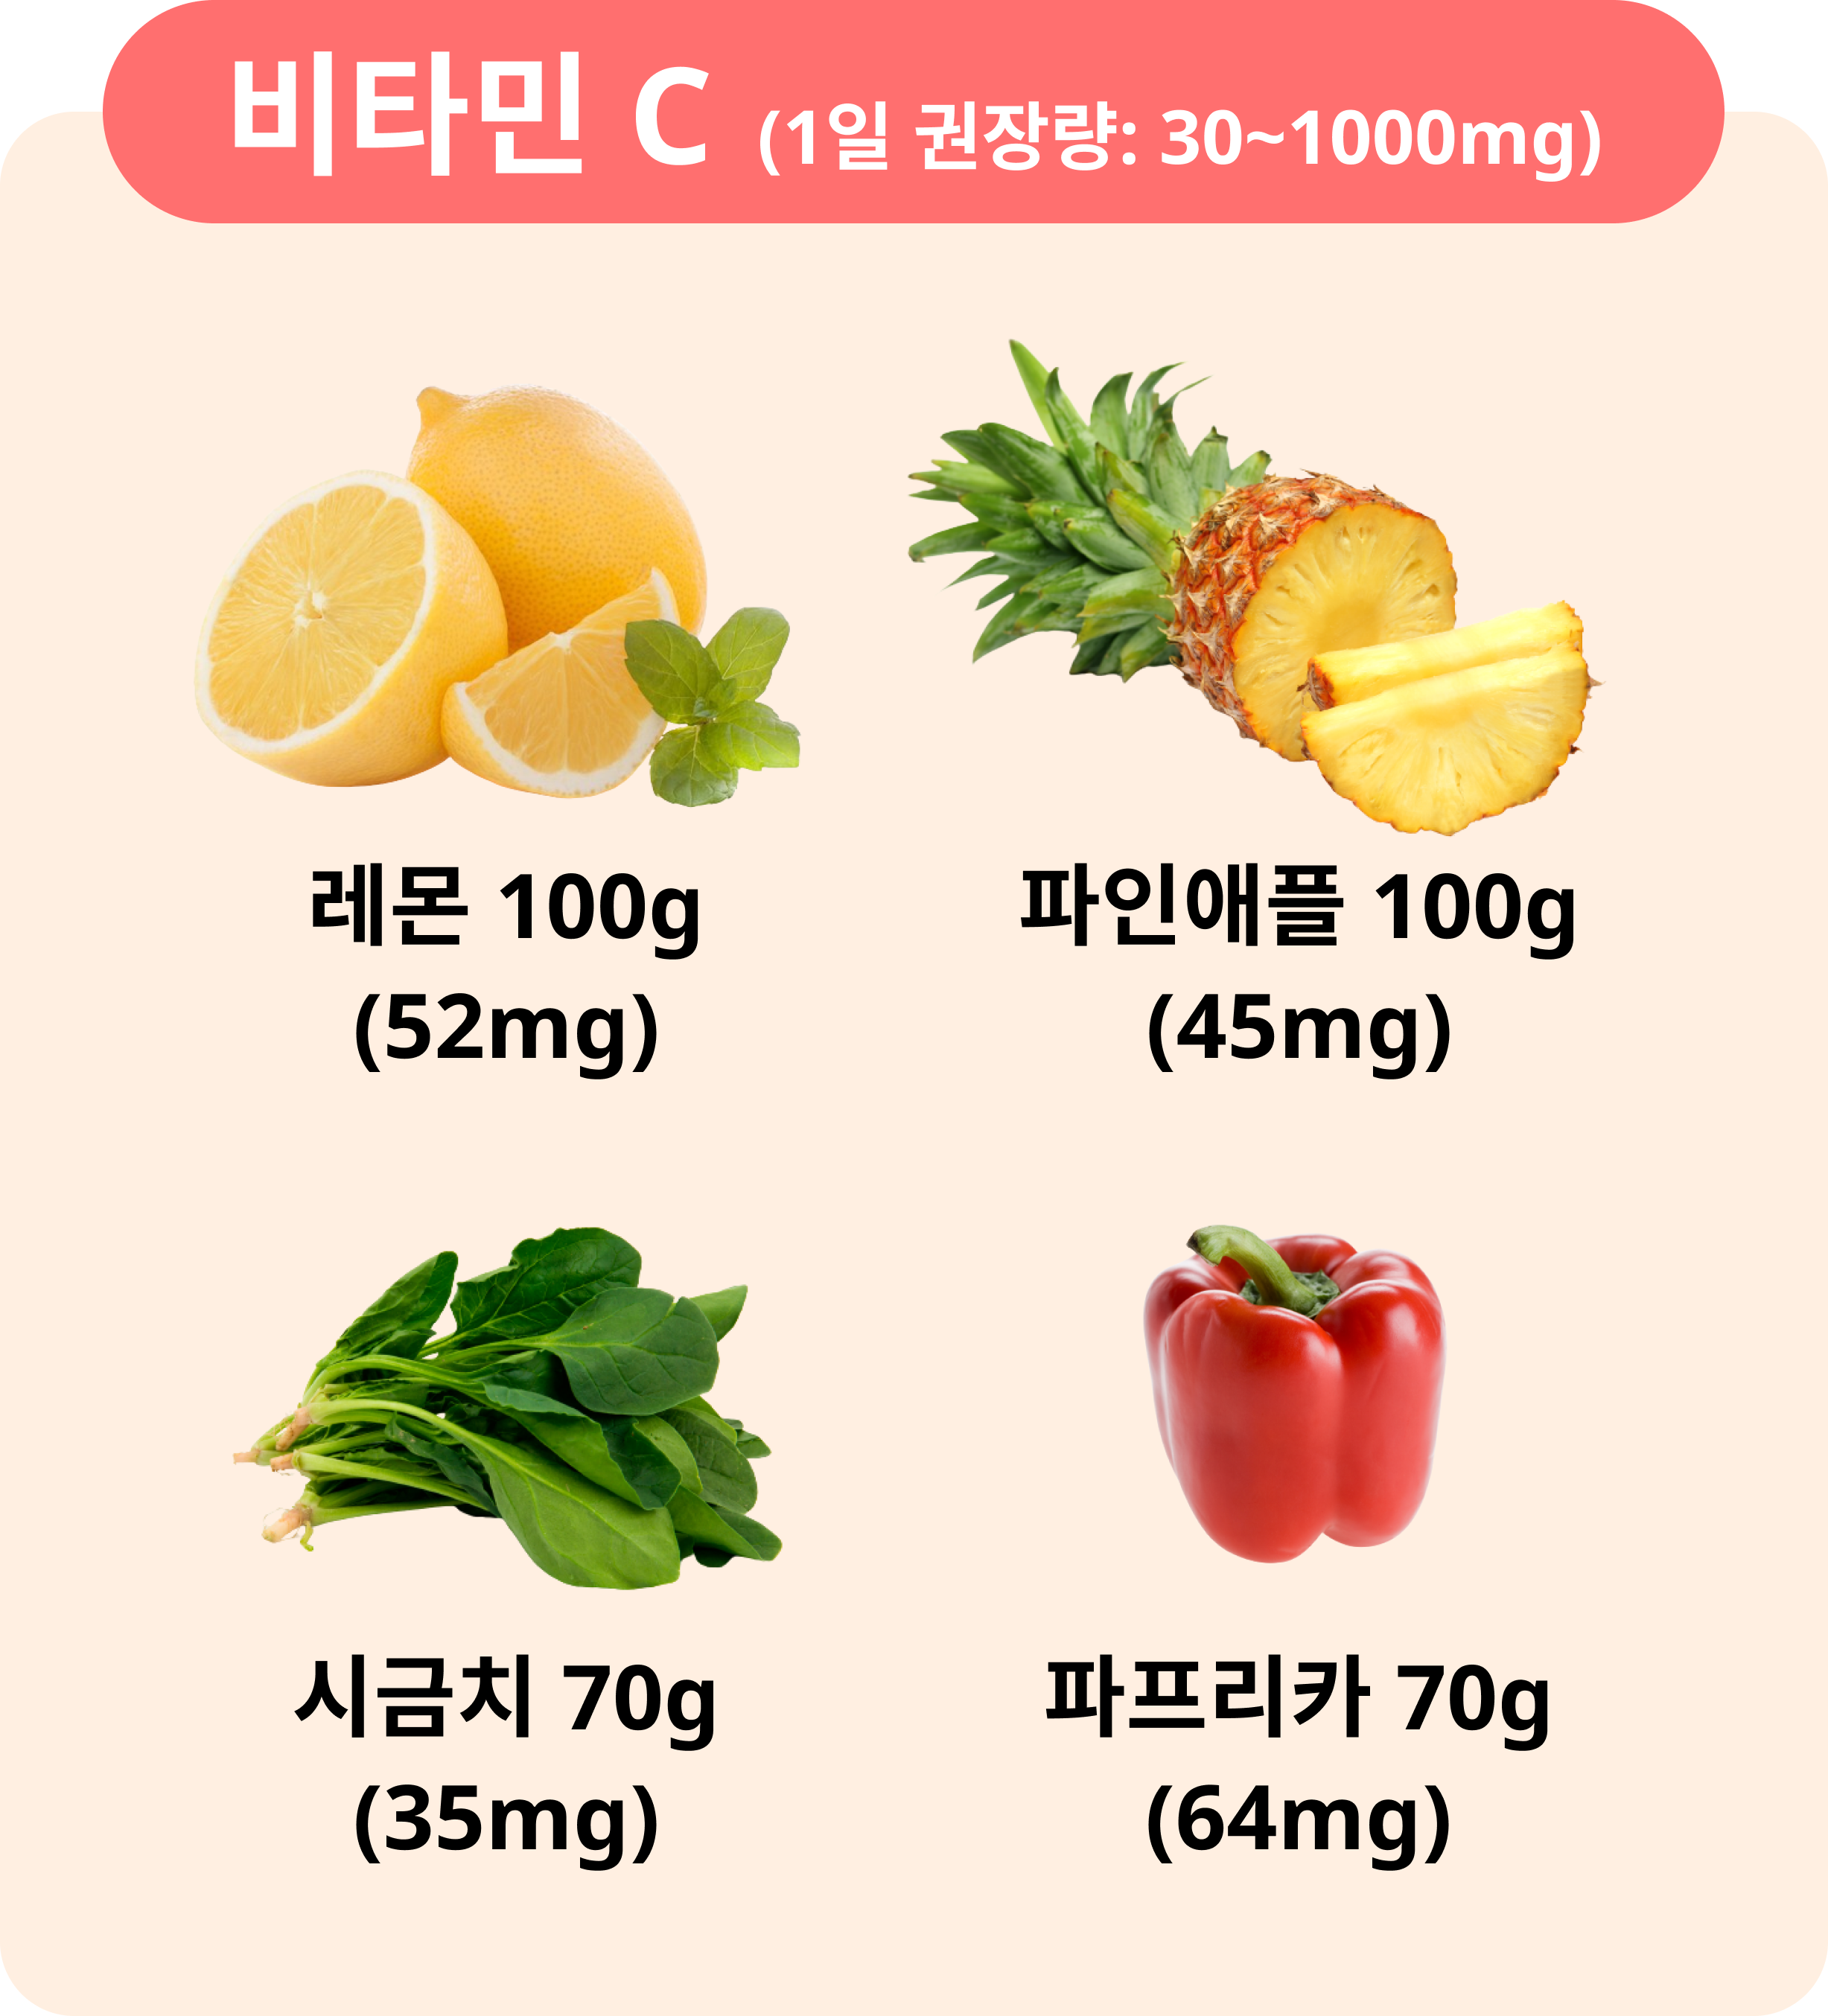 비타민 C (1일 권장량: 30~1000mg)
레몬 100g
(52mg)
파인애플 100g
(45mg)
시금치 70g
(35mg)
파프리카 70g
(64mg)